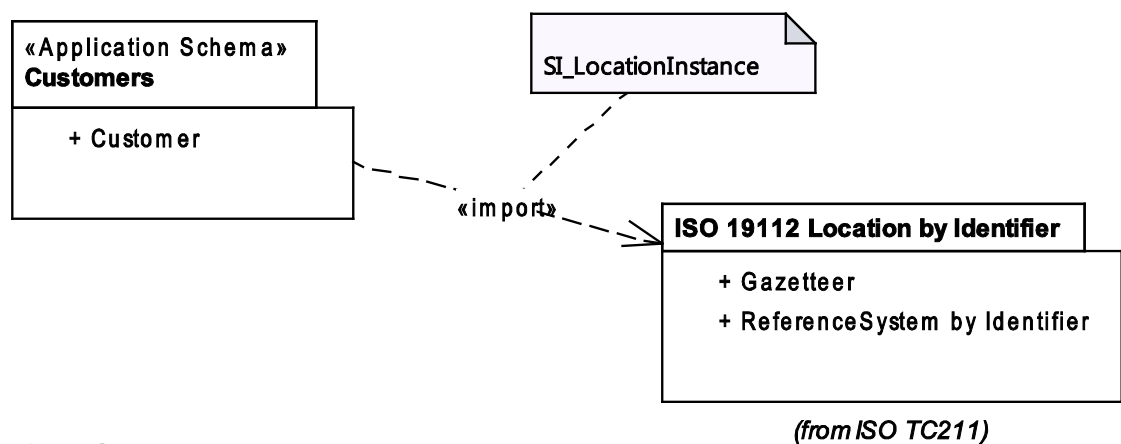 «Application Schema»
Customers
+ Customer
SI_LocationInstance
«import»
ISO 19112 Location by Identifier
+ Gazetteer
+ ReferenceSystem by Identifier
(from ISO TC211)